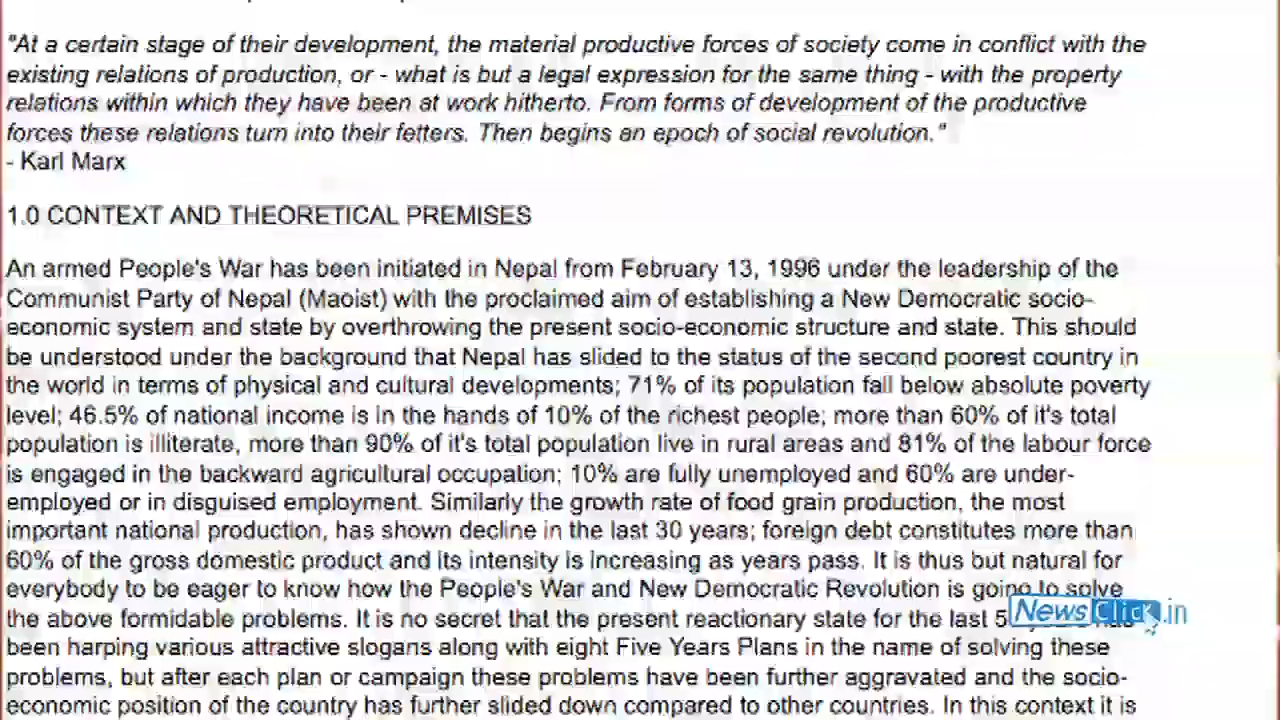 "At a certain stage of their development, the material productive forces of society come in conflict with the
existing relations of production, or - what is but a legal expression for the same thing - with the property
relations within which they have been at work hitherto. From forms of development of the productive
forces these relations turn into their fetters. Then begins an epoch of social revolution."
- Karl Marx
1.0 CONTEXT AND THEORETICAL PREMISES
An armed People's War has been initiated in Nepal from February 13, 1996 under the leadership of the
Communist Party of Nepal (Maoist) with the proclaimed aim of establishing a New Democratic socio-
economic system and state by overthrowing the present socio-economic structure and state. This should
be understood under the background that Nepal has slided to the status of the second poorest country in
the world in terms of physical and cultural developments; 71% of its population fall below absolute poverty
level; 46.5% of national income is in the hands of 10% of the richest people; more than 60% of it's total
population is illiterate, more than 90% of it's total population live in rural areas and 81% of the labour force
is engaged in the backward agricultural occupation; 10% are fully unemployed and 60% are under-
employed or in disguised employment. Similarly the growth rate of food grain production, the most
important national production, has shown decline in the last 30 years; foreign debt constitutes more than
60% of the gross domestic product and its intensity is increasing as years pass. It is thus but natural for
everybody to be eager to know how the People's War and New Democratic Revolution is going to solve
the above formidable problems. It is no secret that the present reactionary state for the last
NewsClick.in
been harping various attractive slogans along with eight Five Years Plans in the name of solving these
problems, but after each plan or campaign these problems have been further aggravated and the socio-
economic position of the country has further slided down compared to other countries. In this context it is